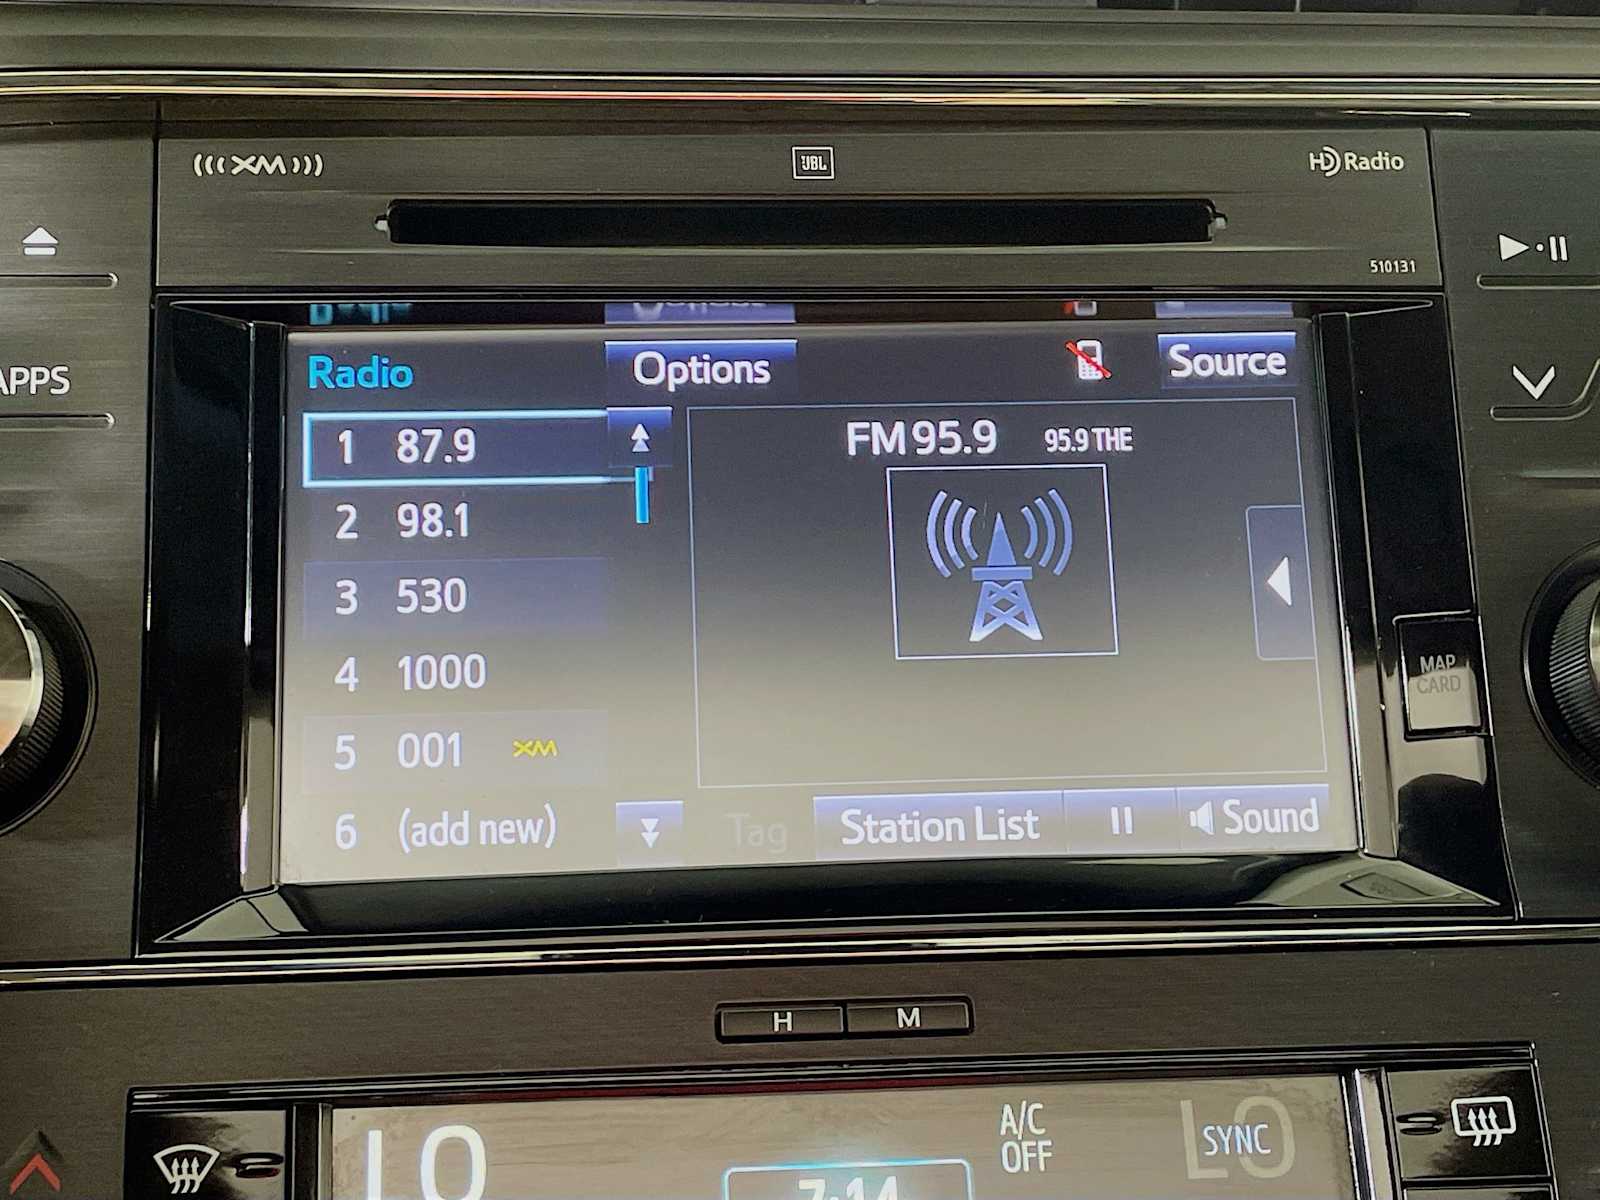 XM
JBL
HD Radio
510131
APPS
Radio
Options
Source
1 87.9
2 98.1
3 530
4 1000
5 001 XM
6 (add new)
FM 95.9 95.9 THE
MAP
CARD
Tag
Station List
Sound
H M
LO
A/C
OFF
LO
SYNC
7:14